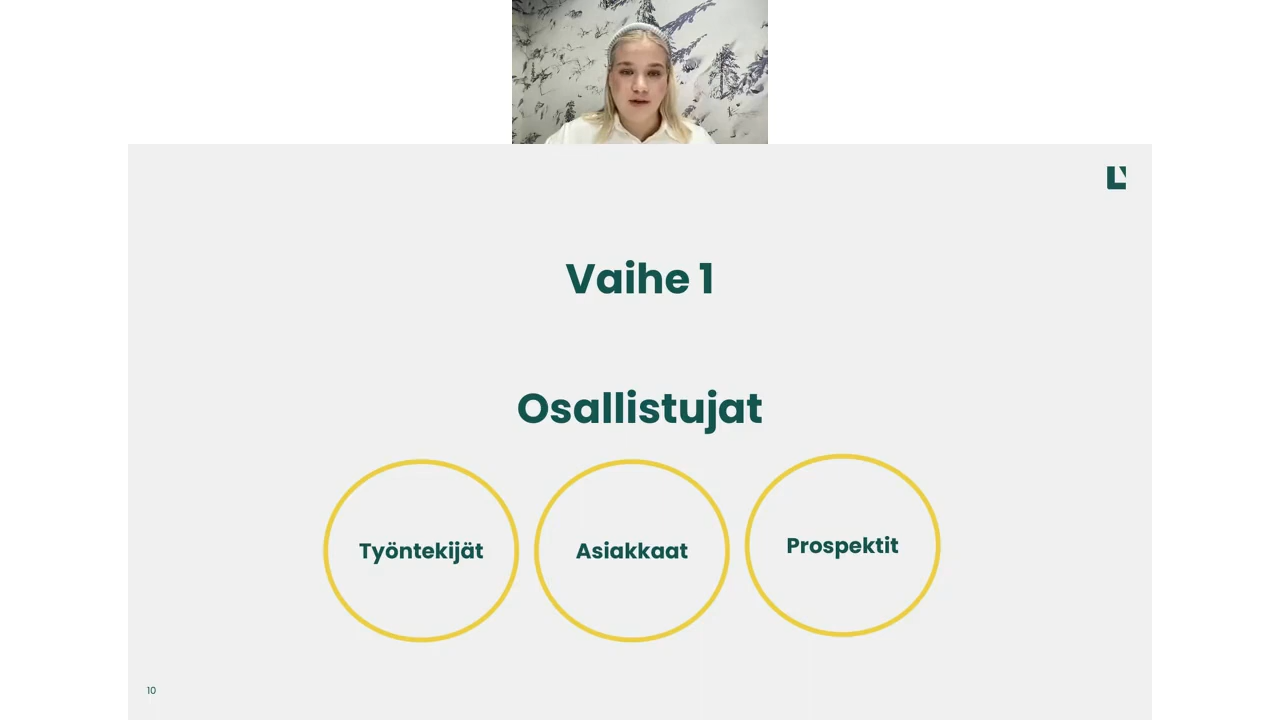 Vaihe 1
Osallistujat
Työntekijät
Asiakkaat
Prospektit
10